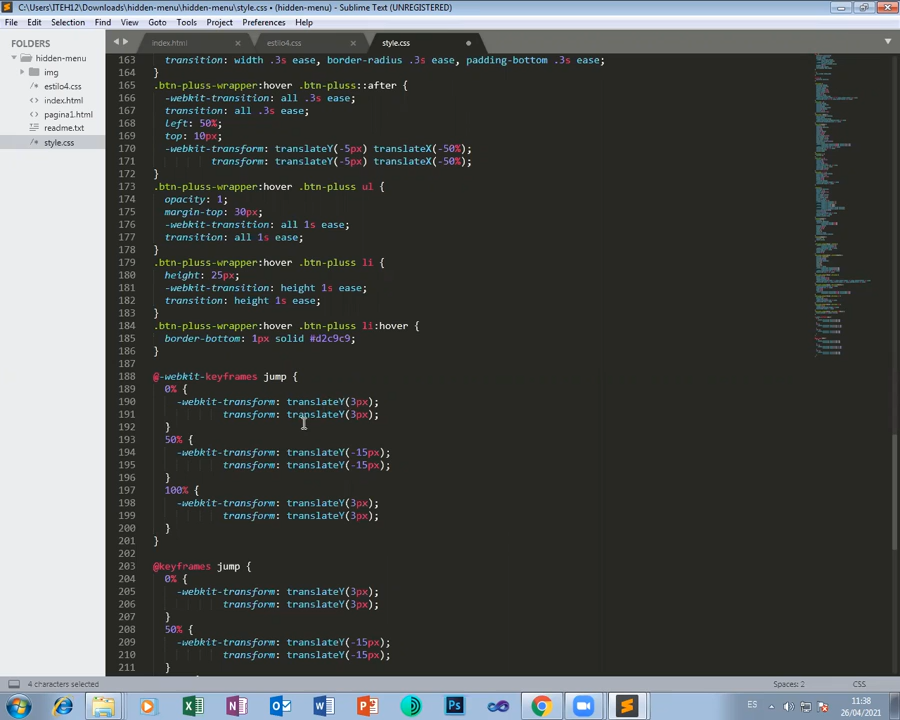 C:\Users\ITEH12\Downloads\hidden-menu\hidden-menu\style.css • (hidden-menu) - Sublime Text (UNREGISTERED)
File Edit Selection Find View Goto Tools Project Preferences Help
FOLDERS
hidden-menu
img
estilo4.css
index.html
pagina1.html
readme.txt
style.css
index.html estilo4.css style.css
163 transition: width .3s ease, border-radius .3s ease, padding-bottom .3s ease;
164 }
165 .btn-pluss-wrapper:hover .btn-pluss::after {
166 -webkit-transition: all .3s ease;
167 transition: all .3s ease;
168 left: 50%;
169 top: 10px;
170 -webkit-transform: translateY(-5px) translateX(-50%);
171 transform: translateY(-5px) translateX(-50%);
172 }
173 .btn-pluss-wrapper:hover .btn-pluss ul {
174 opacity: 1;
175 margin-top: 30px;
176 -webkit-transition: all 1s ease;
177 transition: all 1s ease;
178 }
179 .btn-pluss-wrapper:hover .btn-pluss li {
180 height: 25px;
181 -webkit-transition: height 1s ease;
182 transition: height 1s ease;
183 }
184 .btn-pluss-wrapper:hover .btn-pluss li:hover {
185 border-bottom: 1px solid #d2c9c9;
186 }
187
188 @-webkit-keyframes jump {
189 0% {
190 -webkit-transform: translateY(3px);
191 transform: translateY(3px);
192 }
193 50% {
194 -webkit-transform: translateY(-15px);
195 transform: translateY(-15px);
196 }
197 100% {
198 -webkit-transform: translateY(3px);
199 transform: translateY(3px);
200 }
201 }
202
203 @keyframes jump {
204 0% {
205 -webkit-transform: translateY(3px);
206 transform: translateY(3px);
207 }
208 50% {
209 -webkit-transform: translateY(-15px);
210 transform: translateY(-15px);
211 }
4 characters selected Spaces: 2 CSS
ES 11:38
26/04/2021